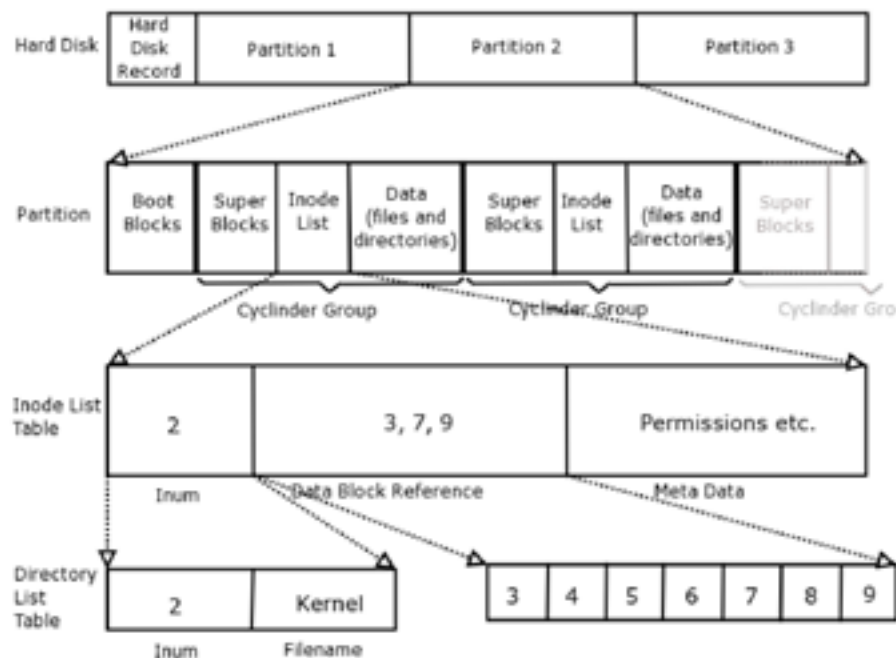 Hard Disk
Hard
Disk
Record
Partition 1
Partition 2
Partition 3
Partition
Boot
Blocks
Super
Blocks
Inode
List
Data
(files and
directories)
Super
Blocks
Inode
List
Data
(files and
directories)
Super
Blocks
Cyclinder Group
Cyclinder Group
Cyclinder Gro
Inode List
Table
2
3, 7, 9
Permissions etc.
Inum
Data Block Reference
Meta Data
Directory
List
Table
2
Kernel
3 4 5 6 7 8 9
Inum
Filename